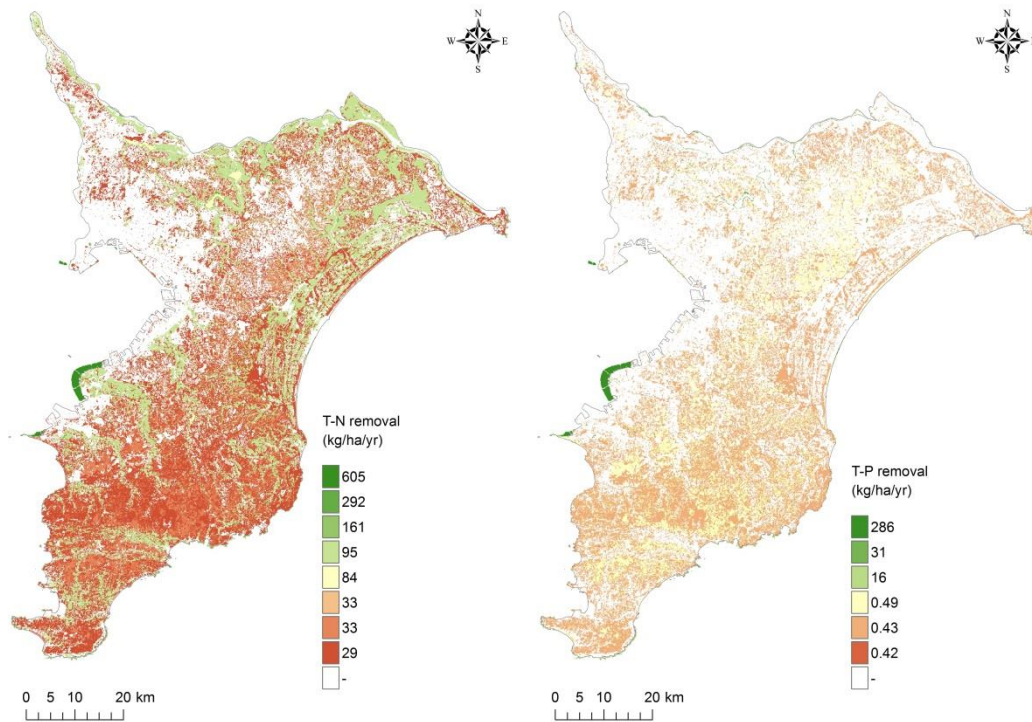 N
W E
S
T-N removal
(kg/ha/yr)
605
292
161
95
84
33
33
29
-
0 5 10 20 km
N
W E
S
T-P removal
(kg/ha/yr)
286
31
16
0.49
0.43
0.42
-
0 5 10 20 km